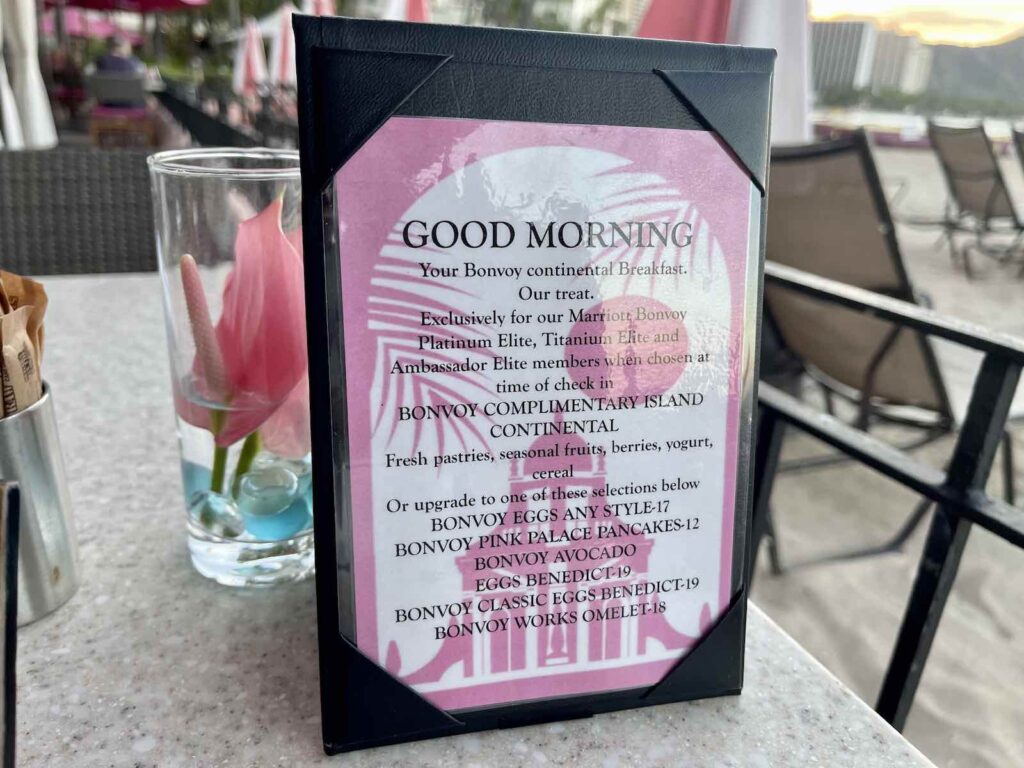 GOOD MORNING
Your Bonvoy continental Breakfast.
Our treat.
Exclusively for our Marriott Bonvoy
Platinum Elite, Titanium Elite and
Ambassador Elite members when chosen at
time of check in
BONVOY COMPLIMENTARY ISLAND
CONTINENTAL
Fresh pastries, seasonal fruits, berries, yogurt,
cereal
Or upgrade to one of these selections below
BONVOY EGGS ANY STYLE-17
BONVOY PINK PALACE PANCAKES-12
BONVOY AVOCADO
EGGS BENEDICT-19
BONVOY CLASSIC EGGS BENEDICT-19
BONVOY WORKS OMELET-18